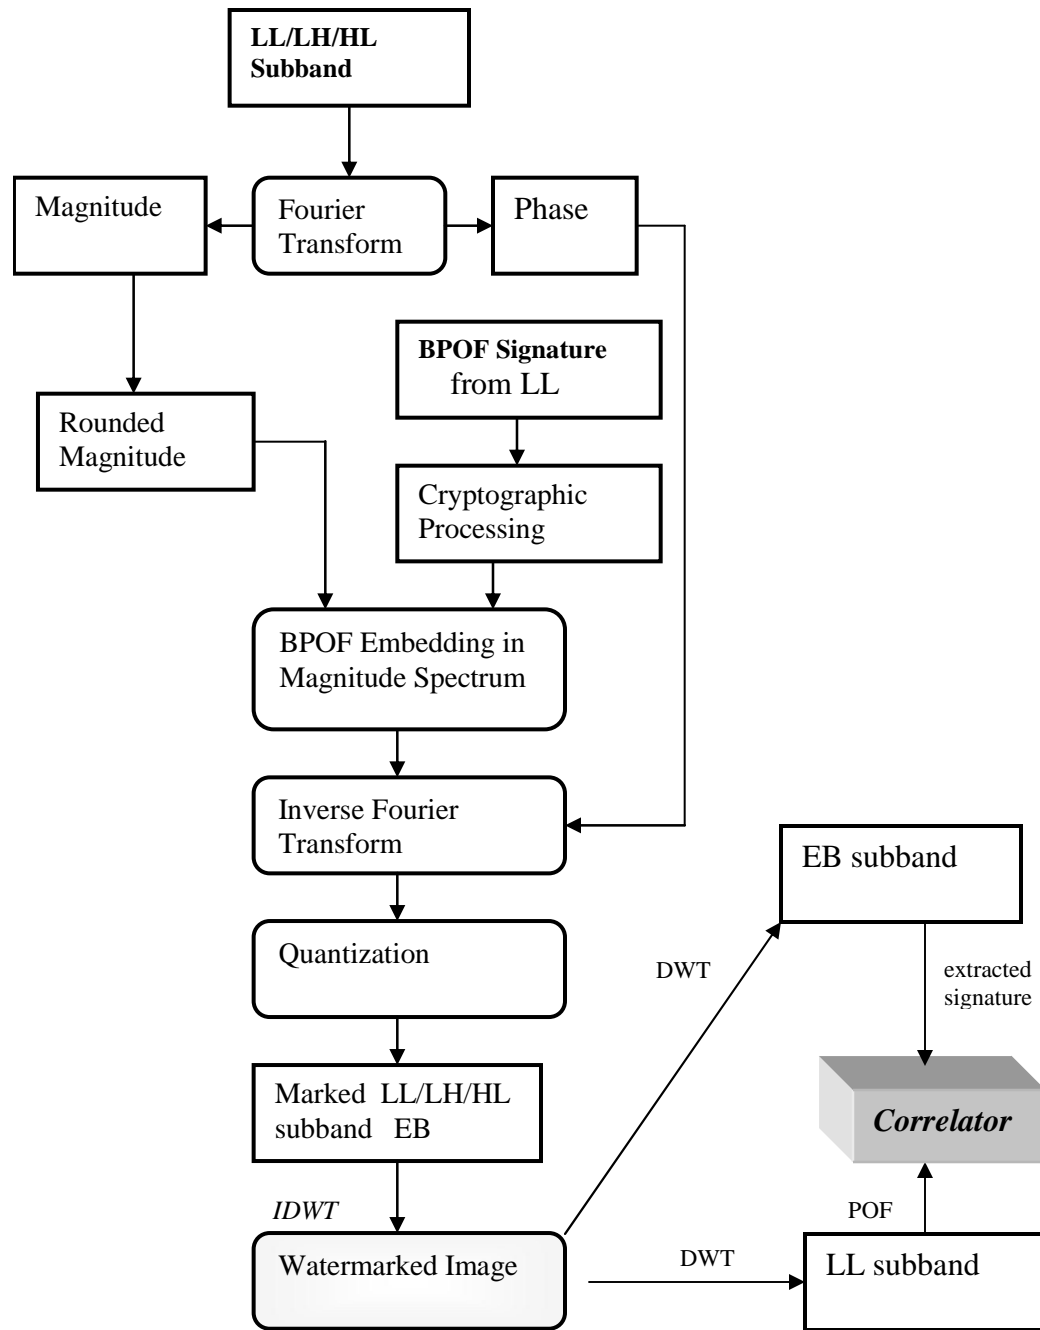 LL/LH/HL
Subband
Magnitude
Fourier
Transform
Phase
BPOF Signature
from LL
Rounded
Magnitude
Cryptographic
Processing
BPOF Embedding in
Magnitude Spectrum
Inverse Fourier
Transform
EB subband
Quantization
DWT
extracted
signature
Marked LL/LH/HL
subband EB
Correlator
IDWT
POF
Watermarked Image
DWT
LL subband